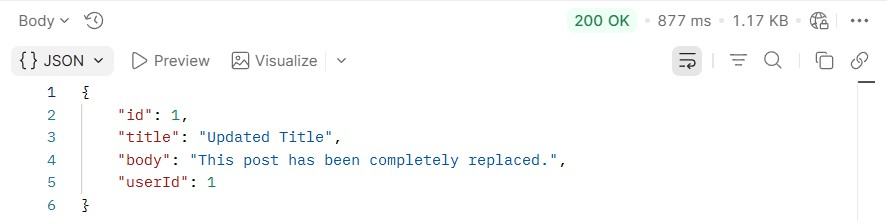 Body 200 OK • 877 ms • 1.17 KB •
{} JSON Preview Visualize
1 {
2 "id": 1,
3 "title": "Updated Title",
4 "body": "This post has been completely replaced.",
5 "userId": 1
6 }